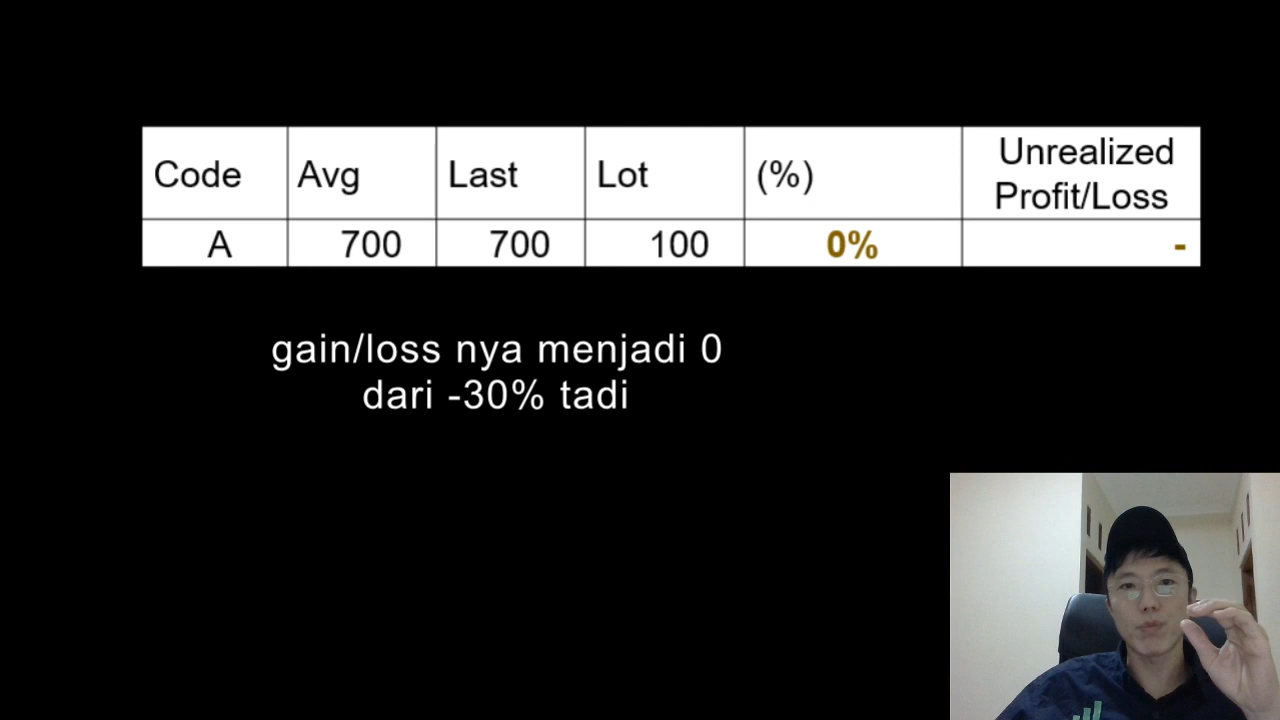 Code Avg Last Lot (%) Unrealized Profit/Loss
A 700 700 100 0% -
gain/loss nya menjadi 0
dari -30% tadi